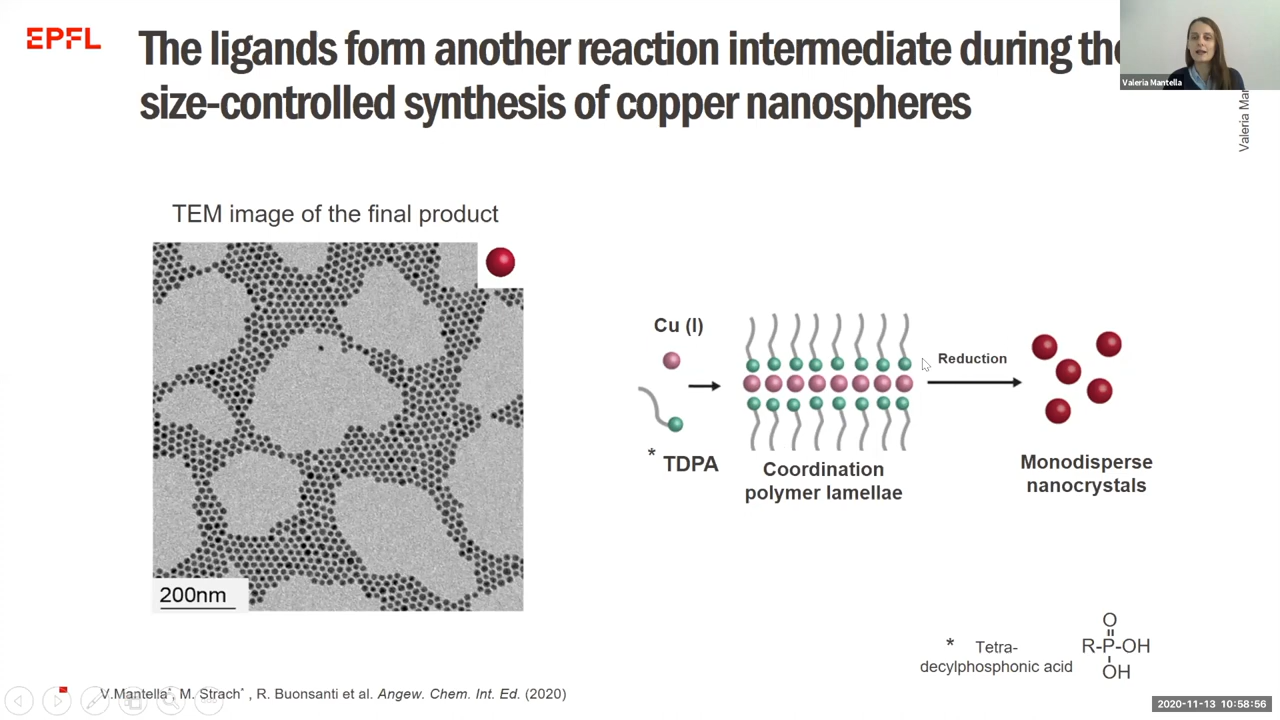 EPFL
The ligands form another reaction intermediate during the
size-controlled synthesis of copper nanospheres
Valeria Mantella
Valeria Mar
TEM image of the final product
200nm
Cu (I)
* TDPA
Coordination
polymer lamellae
Reduction
Monodisperse
nanocrystals
* Tetra-
decylphosphonic acid
O
R-P-OH
OH
V.Mantella*, M. Strach*, R. Buonsanti et al. Angew. Chem. Int. Ed. (2020)
2020-11-13 10:58:56